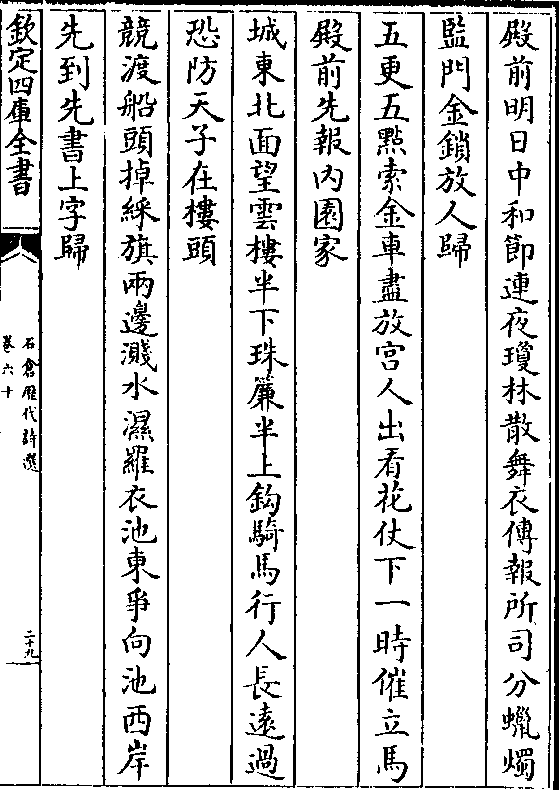 殿前明日中和節連夜瓊林散舞衣傳報所司分蠟燭
監門金鎖放人歸
五更五㸃索金車盡放宫人出看花仗下一時催立馬
殿前先報内園家
城東北面望雲樓半下珠簾半上鈎騎馬行人長遠過
恐防天子在樓頭
競渡船頭掉綵旗兩邊濺水濕羅衣池東爭向池西岸
先到先書上字歸
欽定四庫全書
石倉歴代詩選
卷六十
二十九